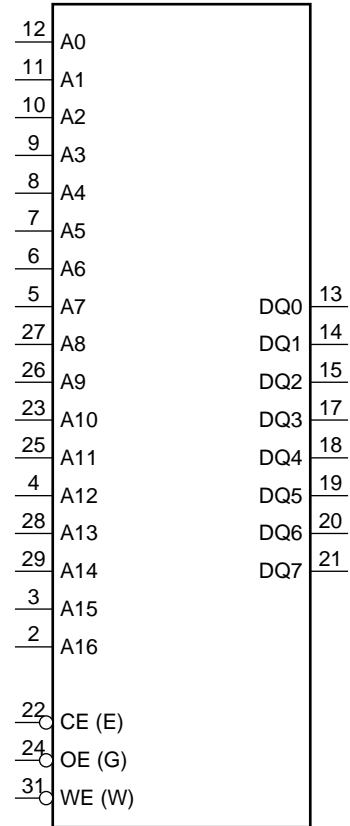 12 A0
11 A1
10 A2
9 A3
8 A4
7 A5
6 A6
5 A7 DQ0 13
27 A8 DQ1 14
26 A9 DQ2 15
23 A10 DQ3 17
25 A11 DQ4 18
4 A12 DQ5 19
28 A13 DQ6 20
29 A14 DQ7 21
3 A15
2 A16
22 CE (E)
24 OE (G)
31 WE (W)